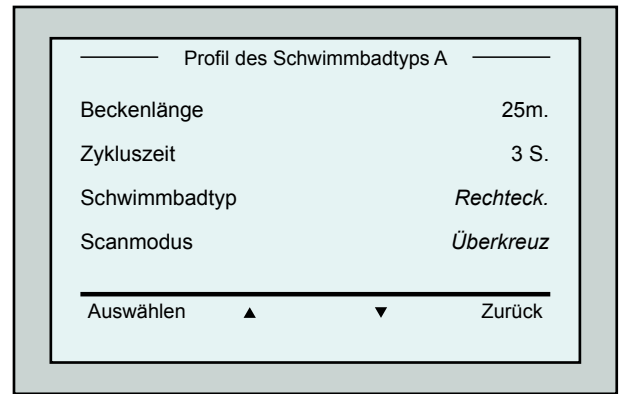 Profil des Schwimmbadtyps A
Beckenlänge 25m.
Zykluszeit 3 S.
Schwimmbadtyp Rechteck.
Scanmodus Überkreuz
Auswählen ▲ ▼ Zurück